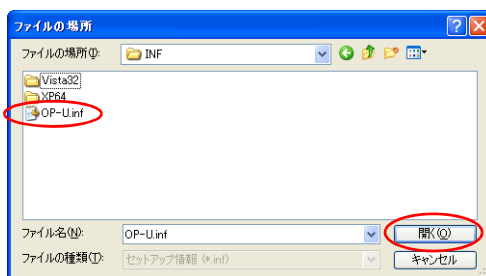 ファイルの場所
ファイルの場所(I): INF
Vista32
XP64
OP-U.inf
ファイル名(N): OP-U.inf 開く(O)
ファイルの種類(T): セットアップ情報 (*.inf) キャンセル